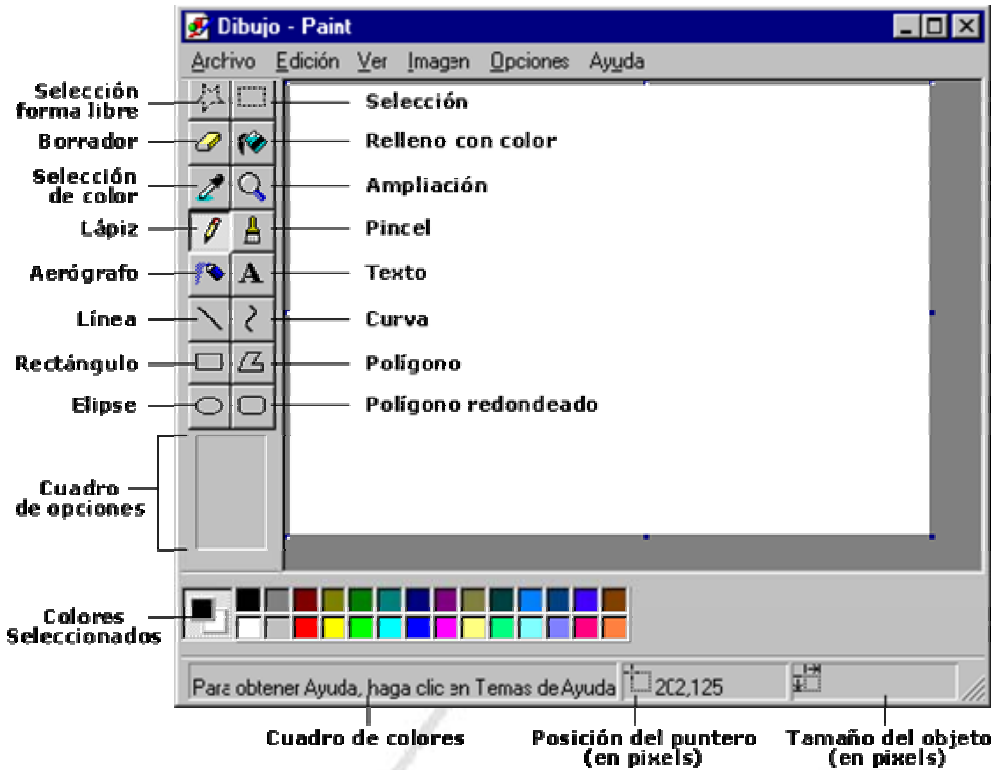 Dibujo - Paint
Archivo Edición Ver Imagen Opciones Ayuda
Selección
forma libre
Selección
Borrador
Relleno con color
Selección
de color
Ampliación
Lápiz
Pincel
Aerógrafo
A
Texto
Línea
Curva
Rectángulo
Polígono
Elipse
Polígono redondeado
Cuadro
de opciones
Colores
Seleccionados
Para obtener Ayuda, haga clic en Temas de Ayuda
202,125
Cuadro de colores
Posición del puntero
(en pixels)
Tamaño del objeto
(en pixels)